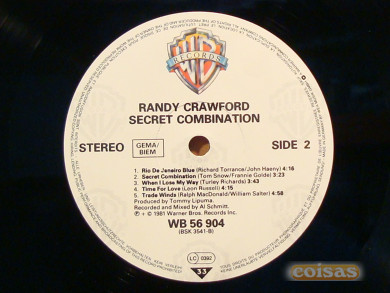 WB
RECORDS
RANDY CRAWFORD
SECRET COMBINATION
STEREO
GEMA/
BIEM
SIDE 2
1. Rio De Janeiro Blue (Richard Torrance/John Haeny) 4:16
2. Secret Combination (Tom Snow/Frannie Golde) 3:23
3. When I Lose My Way (Turley Richards) 3:43
4. Time For Love (Leon Russell) 4:15
5. Trade Winds (Ralph MacDonald/William Salter) 4:58
Produced by Tommy Lipuma.
Recorded and Mixed by Al Schmitt.
℗ + © 1981 Warner Bros. Records Inc.
WB 56 904
(BSK 3541-B)
LC 0392
33
coisas